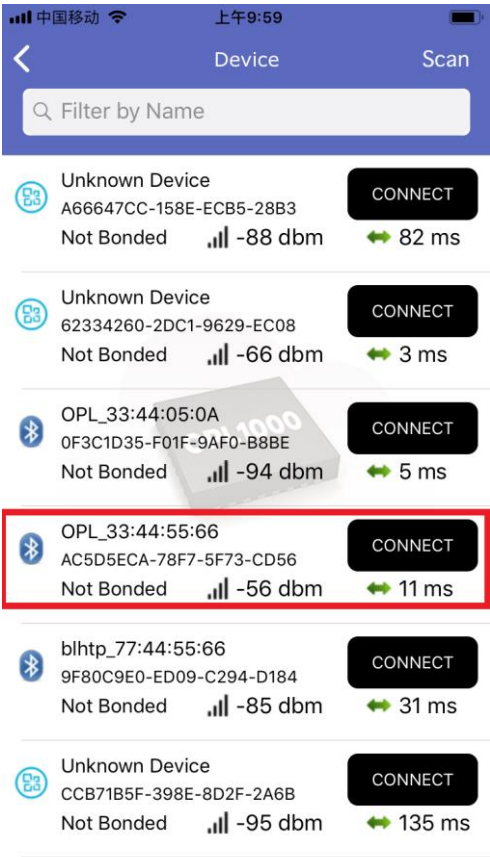 中国移动 上午9:59
Device Scan
Filter by Name
Unknown Device
A66647CC-158E-ECB5-28B3
CONNECT
Not Bonded -88 dbm 82 ms
Unknown Device
62334260-2DC1-9629-EC08
CONNECT
Not Bonded -66 dbm 3 ms
OPL_33:44:05:0A
0F3C1D35-F01F-9AF0-B8BE
CONNECT
Not Bonded -94 dbm 5 ms
OPL1000
OPL_33:44:55:66
AC5D5ECA-78F7-5F73-CD56
CONNECT
Not Bonded -56 dbm 11 ms
blhtp_77:44:55:66
9F80C9E0-ED09-C294-D184
CONNECT
Not Bonded -85 dbm 31 ms
Unknown Device
CCB71B5F-398E-8D2F-2A6B
CONNECT
Not Bonded -95 dbm 135 ms